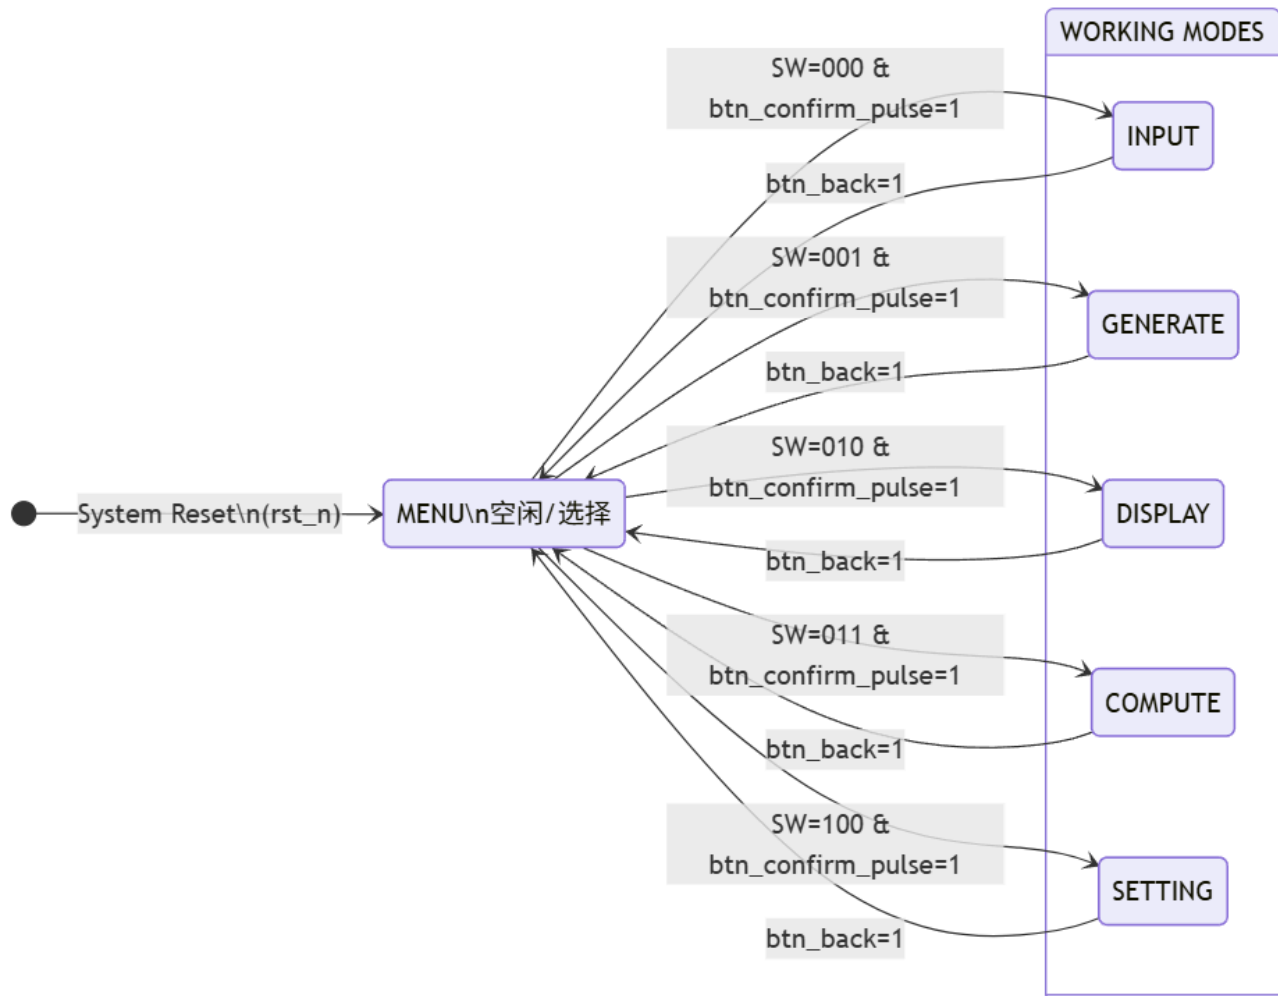 WORKING MODES
SW=000 &
btn_confirm_pulse=1
INPUT
btn_back=1
SW=001 &
btn_confirm_pulse=1
GENERATE
btn_back=1
SW=010 &
btn_confirm_pulse=1
System Reset\n(rst_n)
MENU\n空闲/选择
DISPLAY
btn_back=1
SW=011 &
btn_confirm_pulse=1
COMPUTE
btn_back=1
SW=100 &
btn_confirm_pulse=1
SETTING
btn_back=1